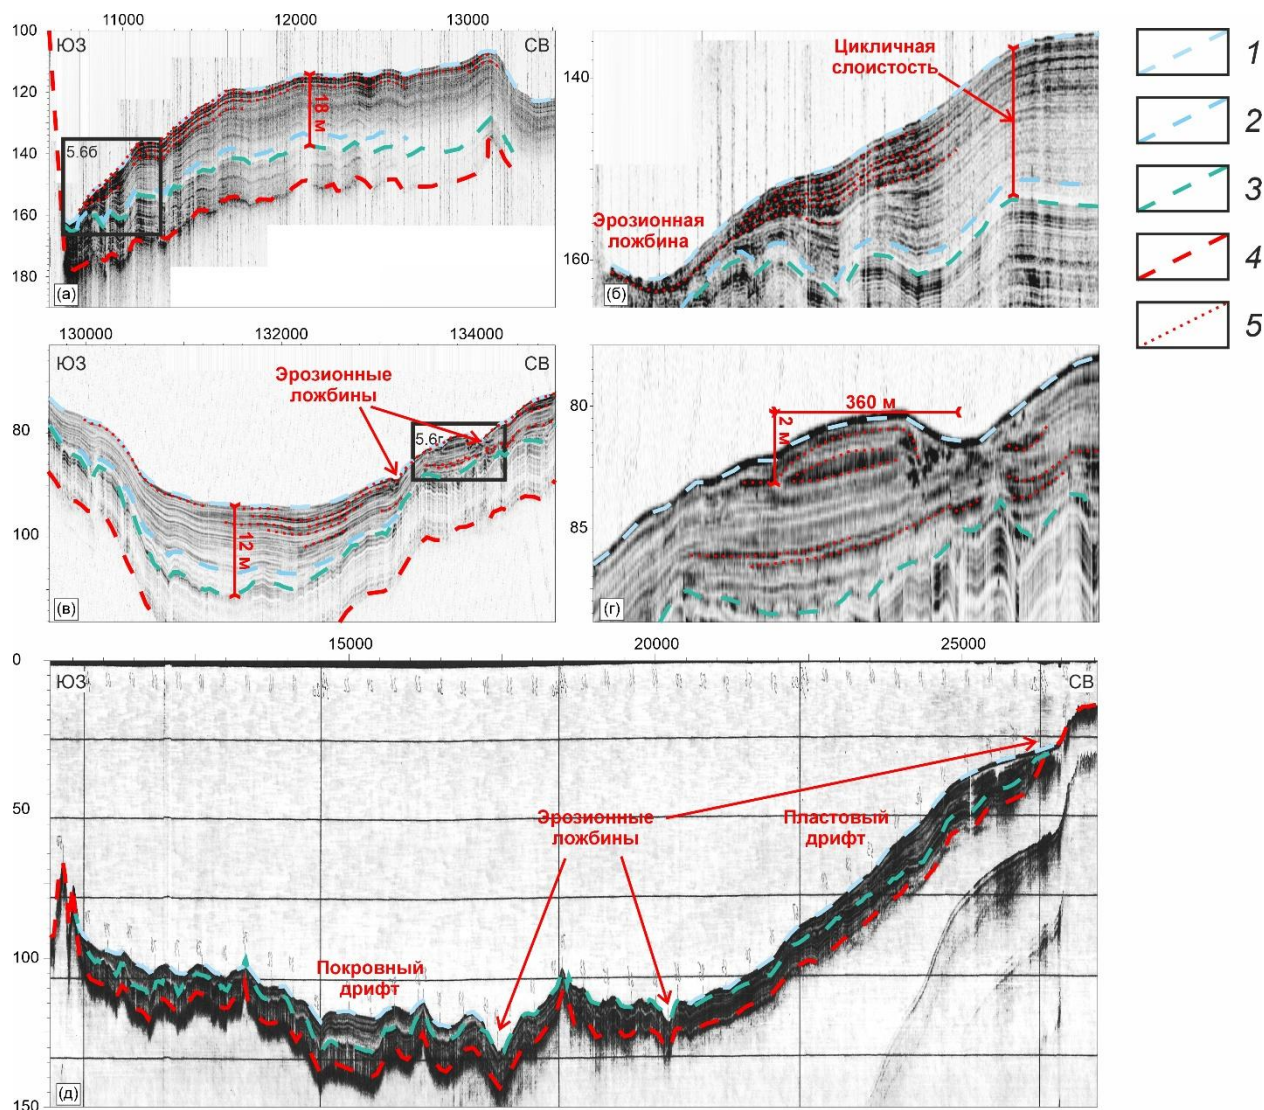 11000 12000 13000
100
120
140
160
180
ЮЗ
СВ
18 м
5.6б
(а)
140
160
Цикличная
слоистость
Эрозионная
ложбина
(б)
1
2
3
4
5
130000 132000 134000
80
100
ЮЗ
СВ
Эрозионные
ложбины
5.6г
12 м
(в)
80
85
360 м
2 м
(г)
15000 20000 25000
0
50
100
150
ЮЗ
СВ
Эрозионные
ложбины
Пластовый
дрифт
Покровный
дрифт
(д)